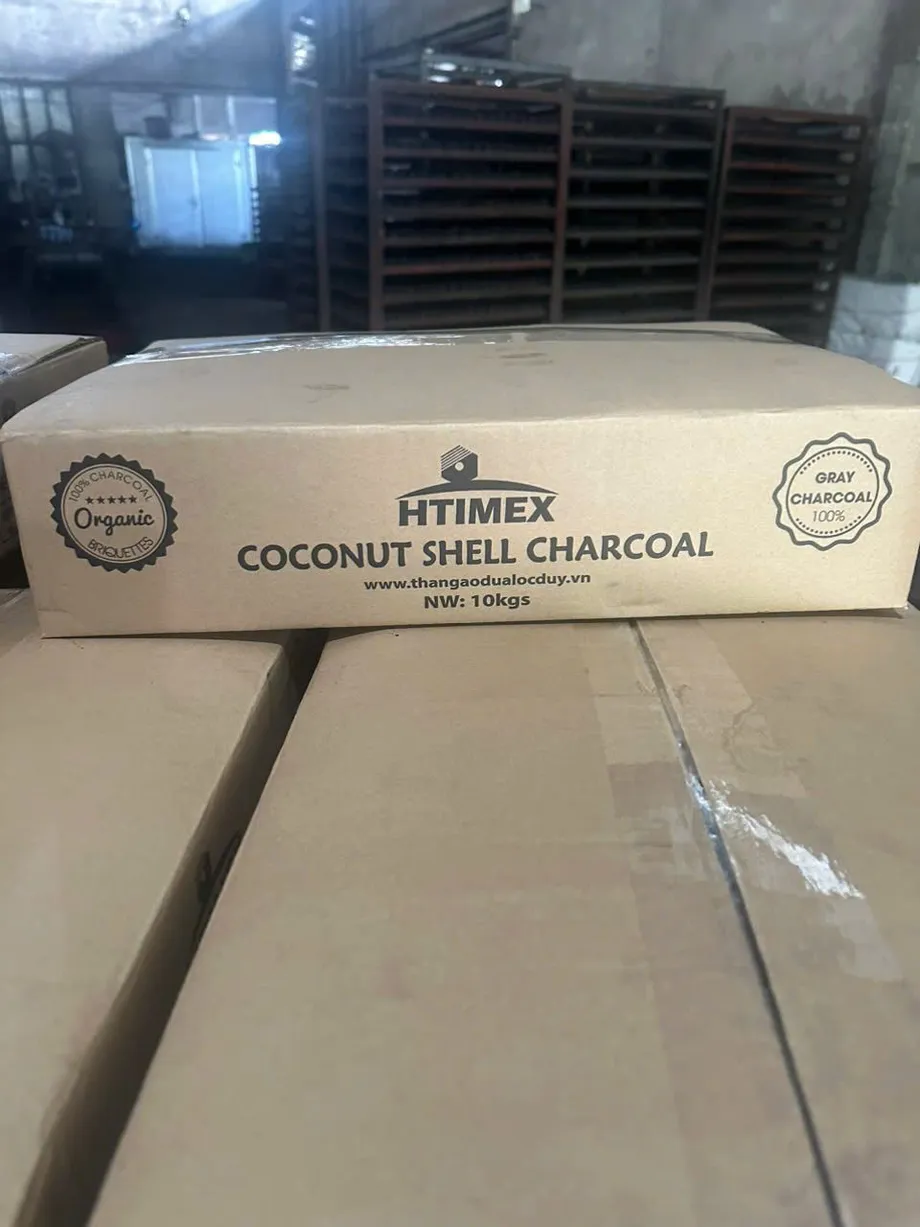 100% CHARCOAL
★★★★★
Organic
BRIQUETTES
HTIMEX
COCONUT SHELL CHARCOAL
www.thangaodualocduy.vn
NW: 10kgs
GRAY
CHARCOAL
100%